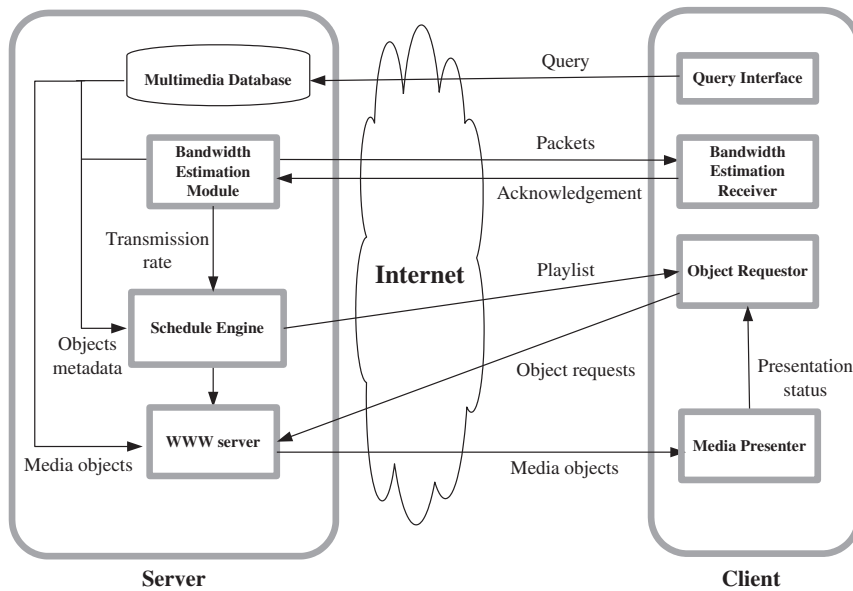 Query
Multimedia Database
Query Interface
Packets
Bandwidth
Estimation
Module
Bandwidth
Estimation
Receiver
Acknowledgement
Transmission
rate
Internet
Playlist
Object Requestor
Schedule Engine
Objects
metadata
Object requests
Presentation
status
WWW server
Media Presenter
Media objects
Media objects
Server
Client